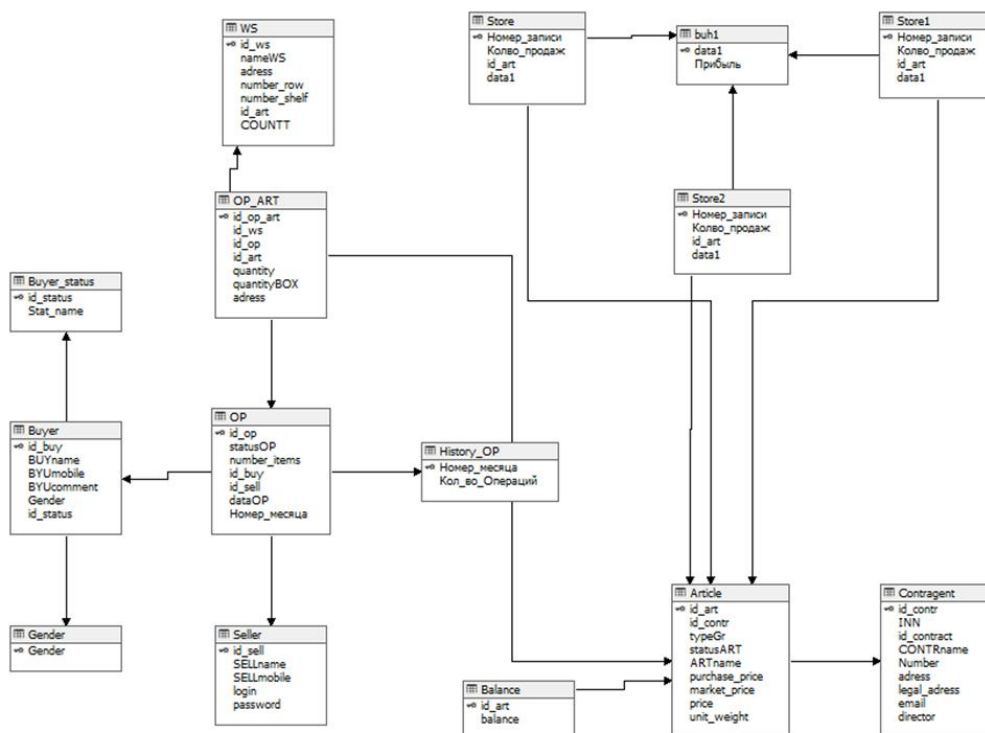 WS
id_ws
nameWS
adress
number_row
number_shelf
id_art
COUNTT
Store
Номер_записи
Колво_продаж
id_art
data1
buh1
data1
Прибыль
Store1
Номер_записи
Колво_продаж
id_art
data1
OP_ART
id_op_art
id_ws
id_op
id_art
quantity
quantityBOX
adress
Store2
Номер_записи
Колво_продаж
id_art
data1
Buyer_status
id_status
Stat_name
Buyer
id_buy
BUYname
BYUmobile
BYUcomment
Gender
id_status
OP
id_op
statusOP
number_items
id_buy
id_sell
dataOP
Номер_месяца
History_OP
Номер_месяца
Кол_во_Операций
Gender
Gender
Seller
id_sell
SELLname
SELLmobile
login
password
Balance
id_art
balance
Article
id_art
id_contr
typeGr
statusART
ARTname
purchase_price
market_price
price
unit_weight
Contragent
id_contr
INN
id_contract
CONTRname
Number
adress
legal_adress
email
director